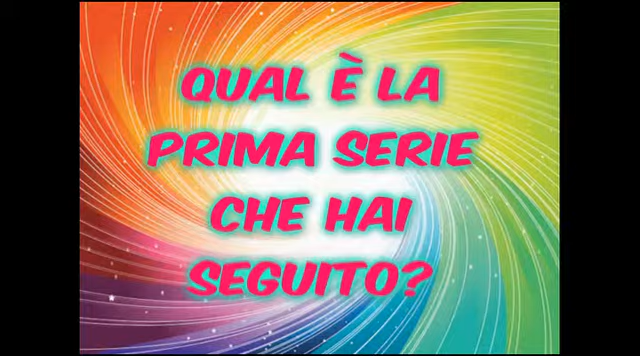 QUAL È LA
PRIMA SERIE
CHE HAI
SEGUITO?